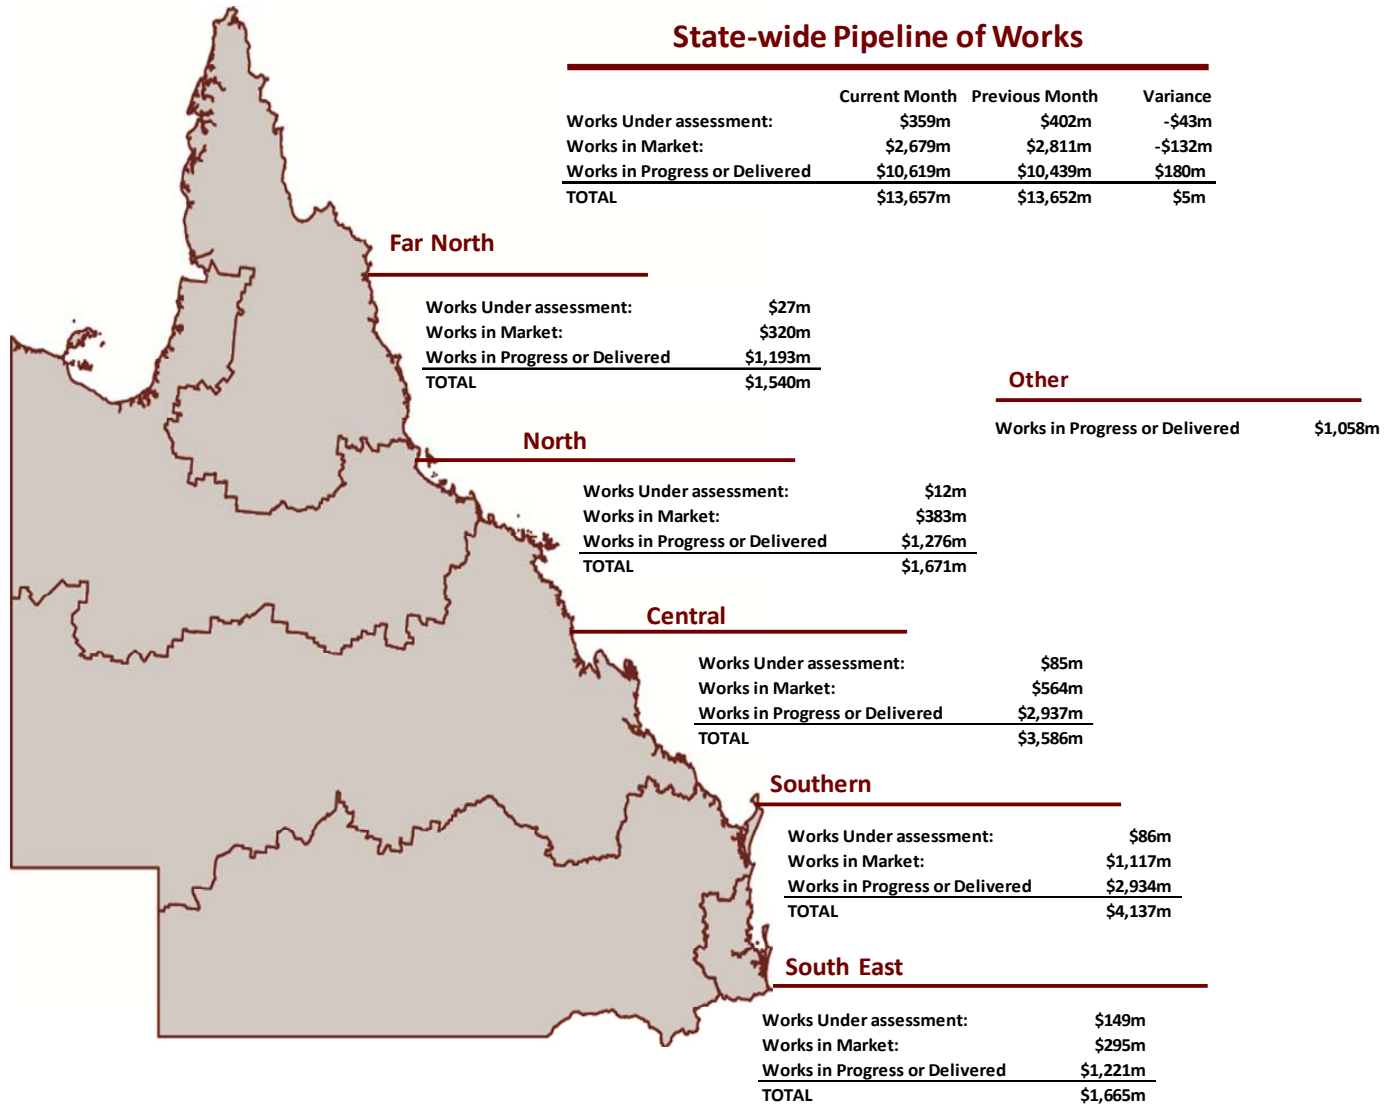 State-wide Pipeline of Works
Current Month Previous Month Variance
Works Under assessment: $359m $402m -$43m
Works in Market: $2,679m $2,811m -$132m
Works in Progress or Delivered $10,619m $10,439m $180m
TOTAL $13,657m $13,652m $5m
Far North
Works Under assessment: $27m
Works in Market: $320m
Works in Progress or Delivered $1,193m
TOTAL $1,540m
Other
Works in Progress or Delivered $1,058m
North
Works Under assessment: $12m
Works in Market: $383m
Works in Progress or Delivered $1,276m
TOTAL $1,671m
Central
Works Under assessment: $85m
Works in Market: $564m
Works in Progress or Delivered $2,937m
TOTAL $3,586m
Southern
Works Under assessment: $86m
Works in Market: $1,117m
Works in Progress or Delivered $2,934m
TOTAL $4,137m
South East
Works Under assessment: $149m
Works in Market: $295m
Works in Progress or Delivered $1,221m
TOTAL $1,665m